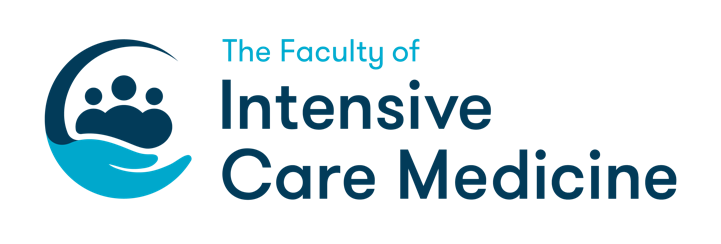 The Faculty of
Intensive
Care Medicine